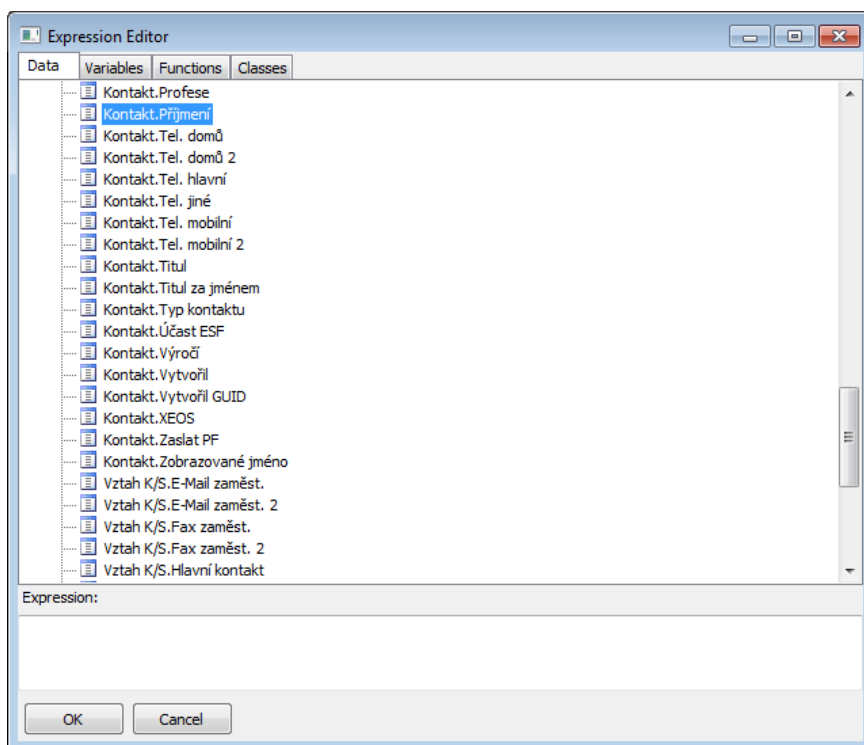 Expression Editor
Data Variables Functions Classes
Kontakt.Profese
Kontakt.Příjmení
Kontakt.Tel. domů
Kontakt.Tel. domů 2
Kontakt.Tel. hlavní
Kontakt.Tel. jiné
Kontakt.Tel. mobilní
Kontakt.Tel. mobilní 2
Kontakt.Titul
Kontakt.Titul za jménem
Kontakt.Typ kontaktu
Kontakt.Účast ESF
Kontakt.Výročí
Kontakt.Vytvořil
Kontakt.Vytvořil GUID
Kontakt.XEOS
Kontakt.Zaslat PF
Kontakt.Zobrazované jméno
Vztah K/S.E-Mail zaměst.
Vztah K/S.E-Mail zaměst. 2
Vztah K/S.Fax zaměst.
Vztah K/S.Fax zaměst. 2
Vztah K/S.Hlavní kontakt
Expression:
OK Cancel